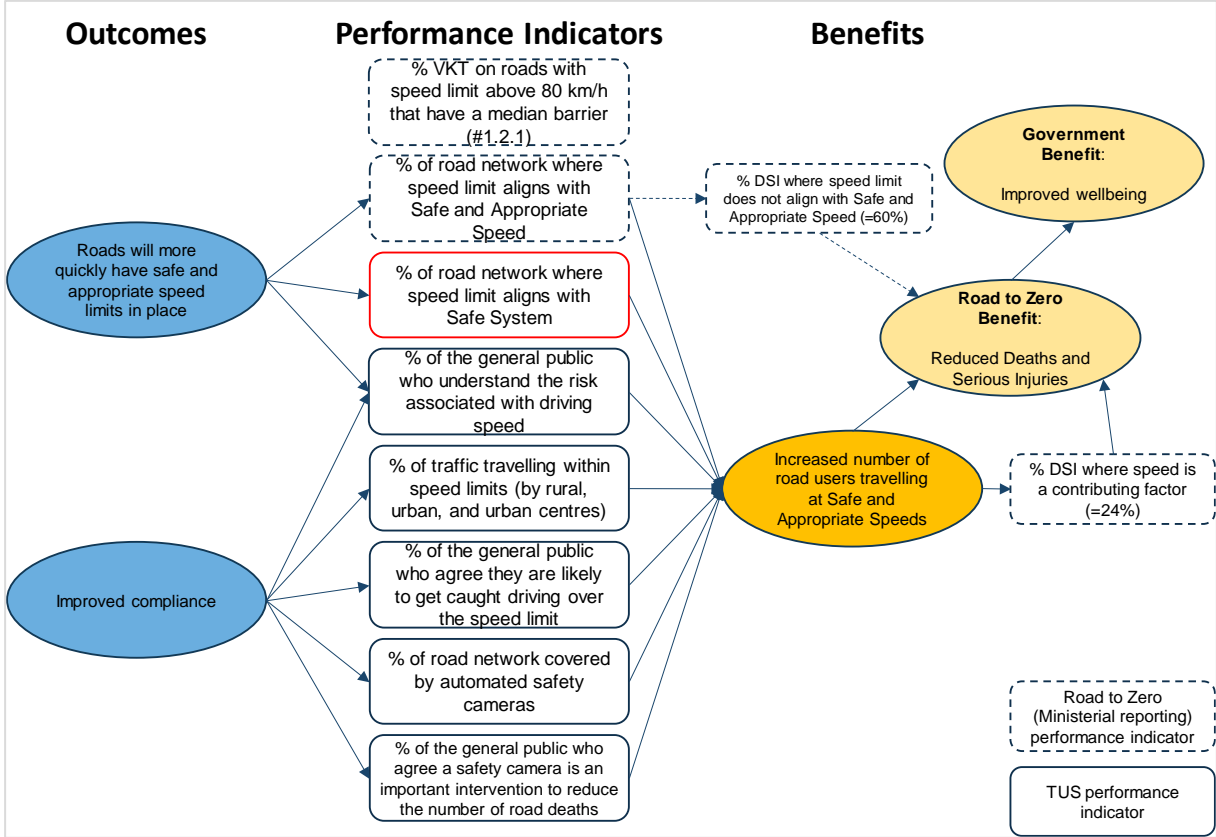 Outcomes
Performance Indicators
Benefits
% VKT on roads with
speed limit above 80 km/h
that have a median barrier
(#1.2.1)
% of road network where
speed limit aligns with
Safe and Appropriate
Speed
% of road network where
speed limit aligns with
Safe System
% of the general public
who understand the risk
associated with driving
speed
% of traffic travelling within
speed limits (by rural,
urban, and urban centres)
% of the general public
who agree they are likely
to get caught driving over
the speed limit
% of road network covered
by automated safety
cameras
% of the general public who
agree a safety camera is an
important intervention to reduce
the number of road deaths
Roads will more
quickly have safe and
appropriate speed
limits in place
Improved compliance
% DSI where speed limit
does not align with Safe and
Appropriate Speed (=60%)
Government
Benefit:
Improved wellbeing
Road to Zero
Benefit:
Reduced Deaths and
Serious Injuries
Increased number of
road users travelling
at Safe and
Appropriate Speeds
% DSI where speed is
a contributing factor
(=24%)
Road to Zero
(Ministerial reporting)
performance indicator
TUS performance
indicator